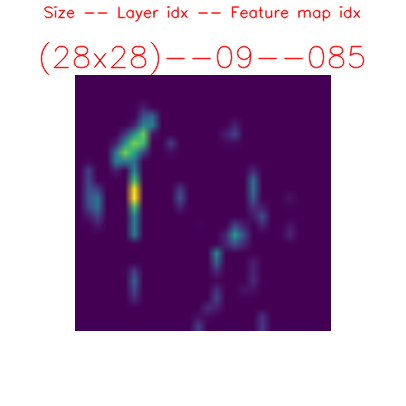 Size -- Layer idx -- Feature map idx
(28x28)--09--085